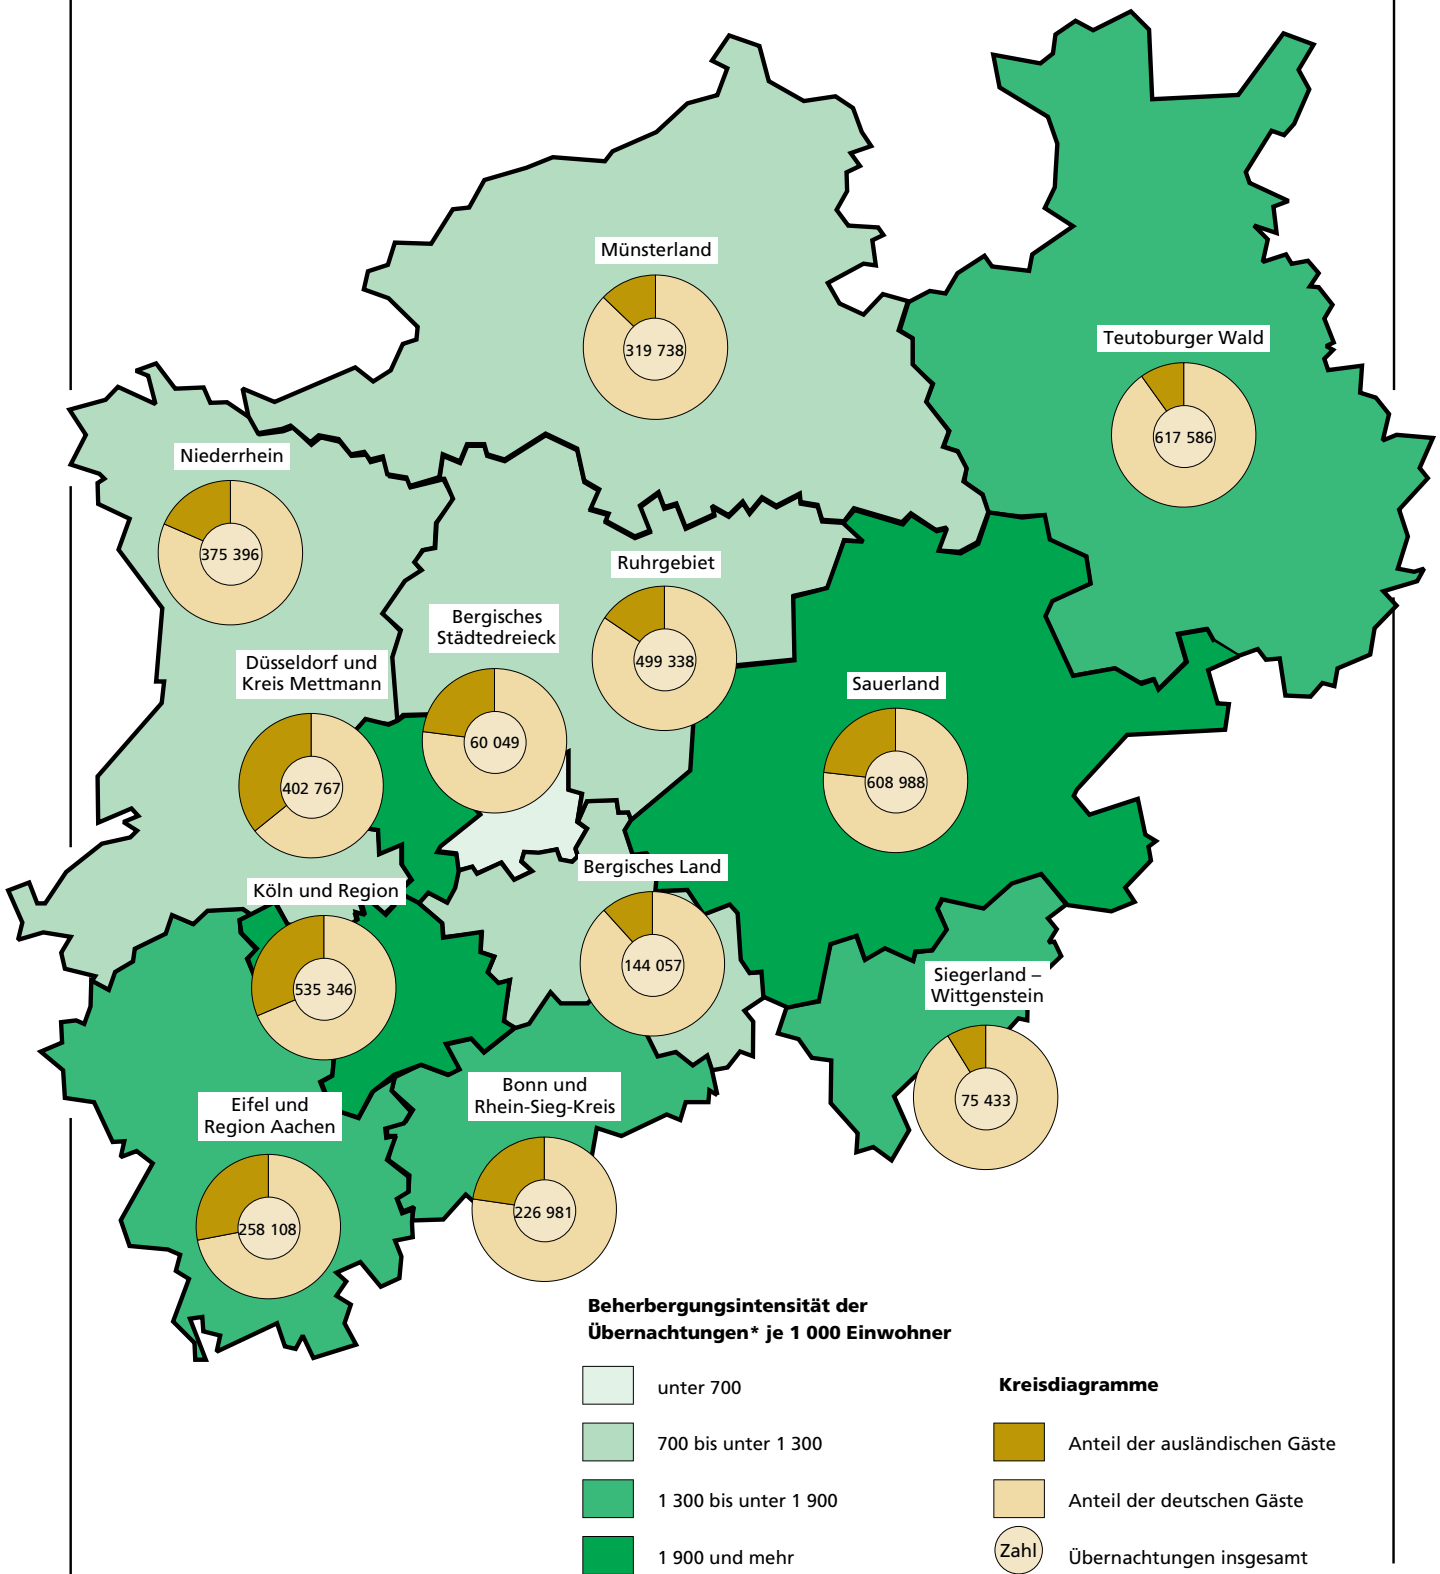 Münsterland
319 738
Teutoburger Wald
617 586
Niederrhein
375 396
Ruhrgebiet
499 338
Bergisches
Städtedreieck
60 049
Düsseldorf und
Kreis Mettmann
402 767
Sauerland
608 988
Bergisches Land
144 057
Köln und Region
535 346
Siegerland –
Wittgenstein
75 433
Bonn und
Rhein-Sieg-Kreis
226 981
Eifel und
Region Aachen
258 108
Beherbergungsintensität der
Übernachtungen* je 1 000 Einwohner
unter 700
700 bis unter 1 300
1 300 bis unter 1 900
1 900 und mehr
Kreisdiagramme
Anteil der ausländischen Gäste
Anteil der deutschen Gäste
Zahl
Übernachtungen insgesamt